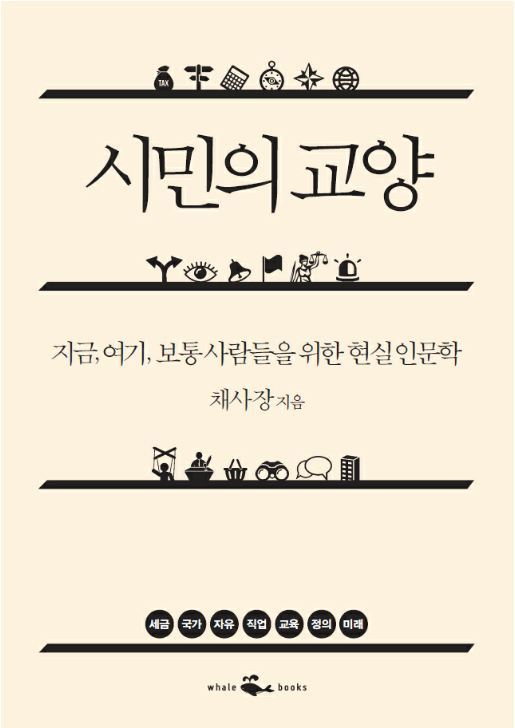 TAX
시민의 교양
지금, 여기, 보통 사람들을 위한 현실 인문학
채사장 지음
세금 국가 자유 직업 교육 정의 미래
whale books